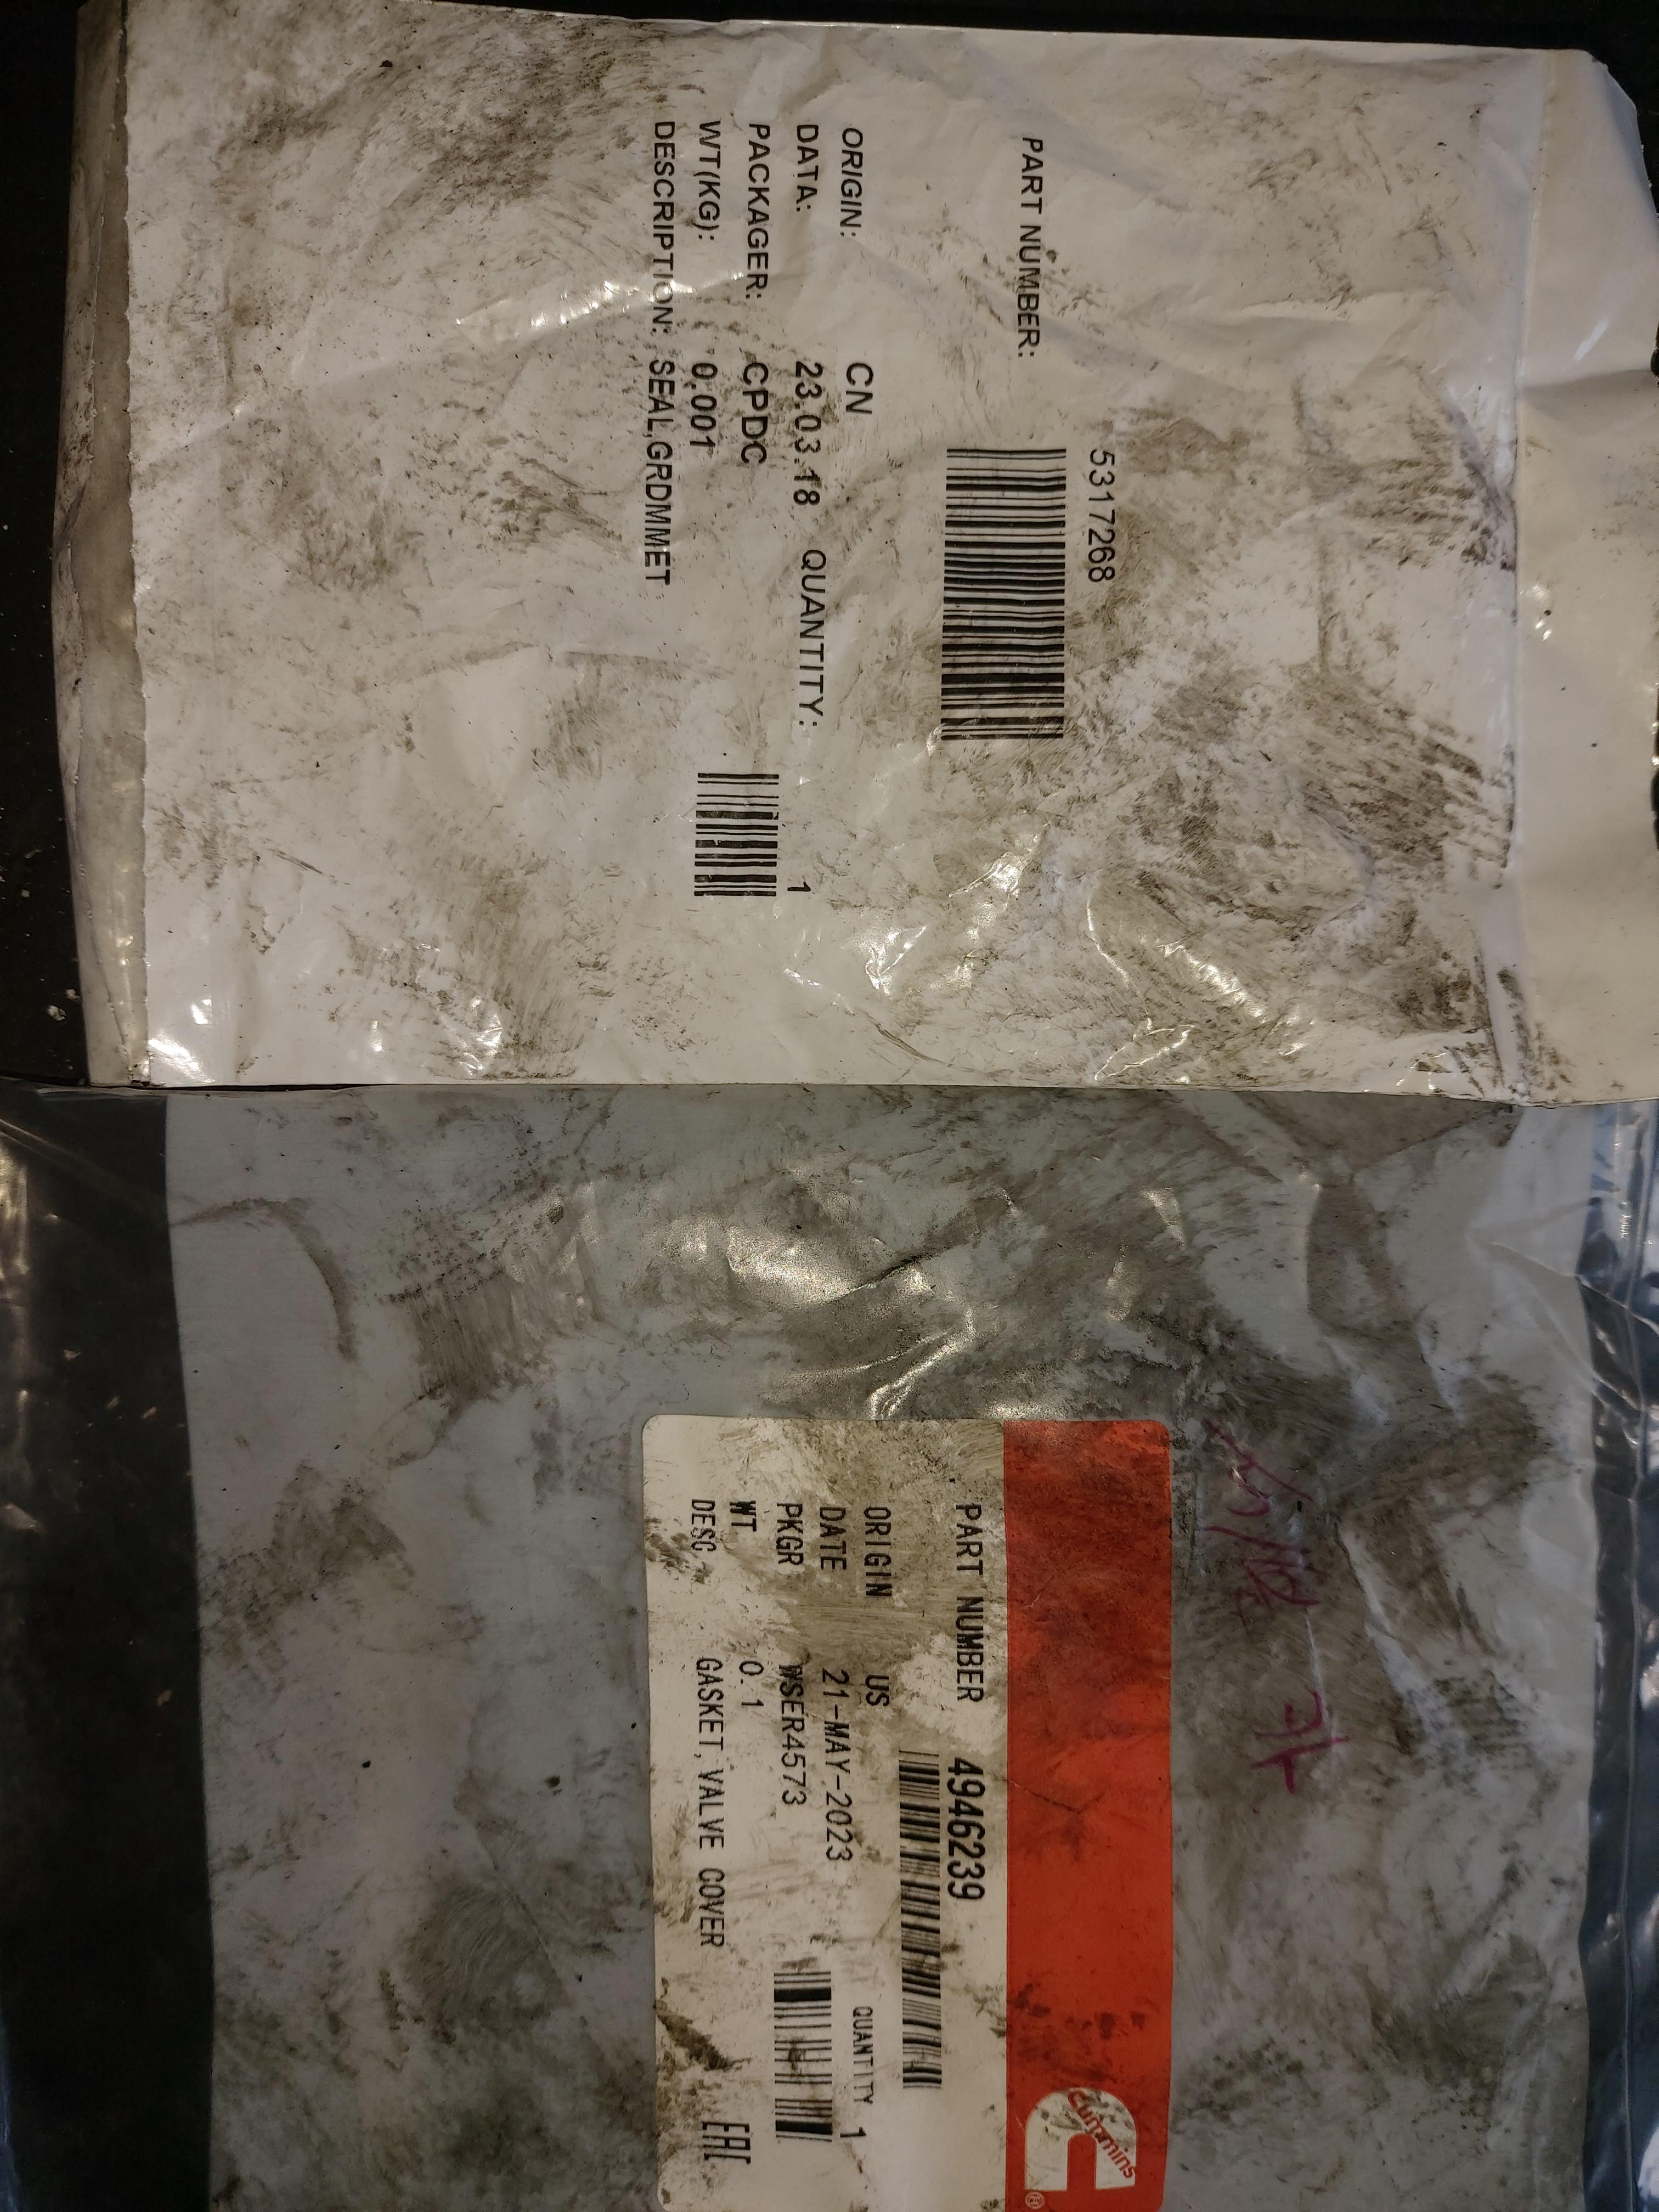 5317268
PART NUMBER:
ORIGIN: CN
DATA: 23.03.18 QUANTITY: 1
PACKAGER: CPDC
WT(KG): 0.001
DESCRIPTION: SEAL,GRDMMET
cummins
®
PART NUMBER 4946239
ORIGIN US
DATE 21-MAY-2023 QUANTITY 1
PKGR WSER4573
WT 0.1
DESC GASKET, VALVE COVER
EAC